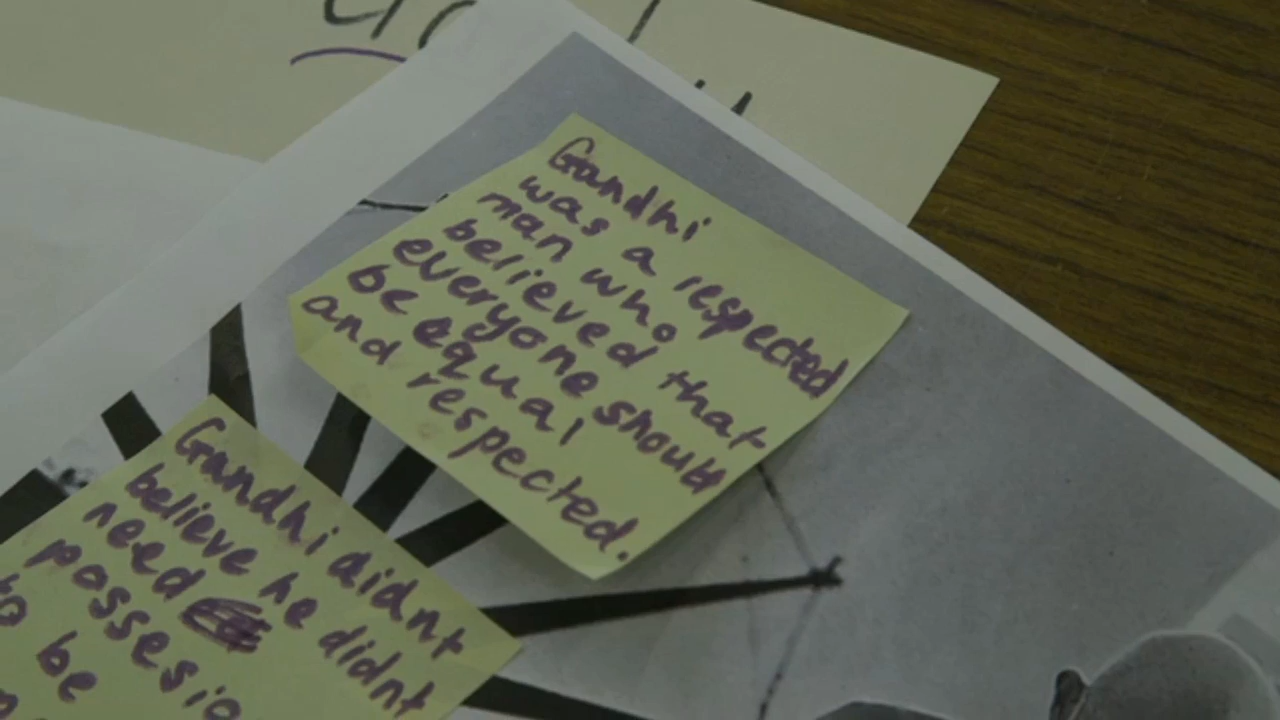 Gandhi
was a respected
man who
believed that
everyone should
be equal
and respected.
Gandhi didnt
believe he didnt
need
possesio
to be